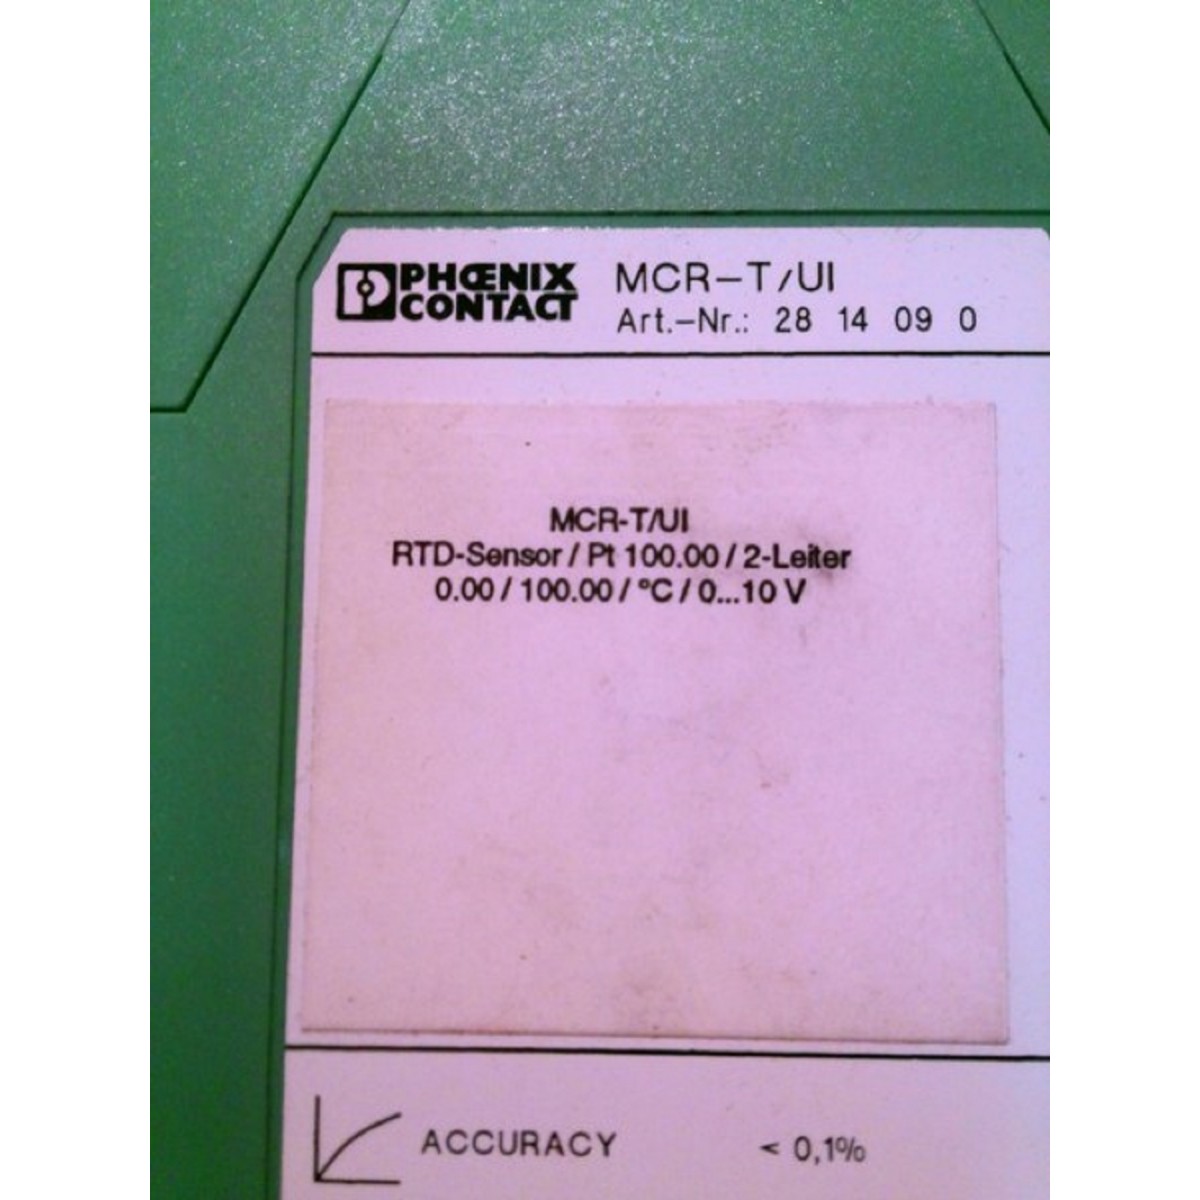 PHŒNIX
CONTACT
MCR–T/UI
Art.–Nr.: 28 14 09 0
MCR-T/UI
RTD-Sensor / Pt 100.00 / 2-Leiter
0.00 / 100.00 / °C / 0...10 V
ACCURACY < 0,1%